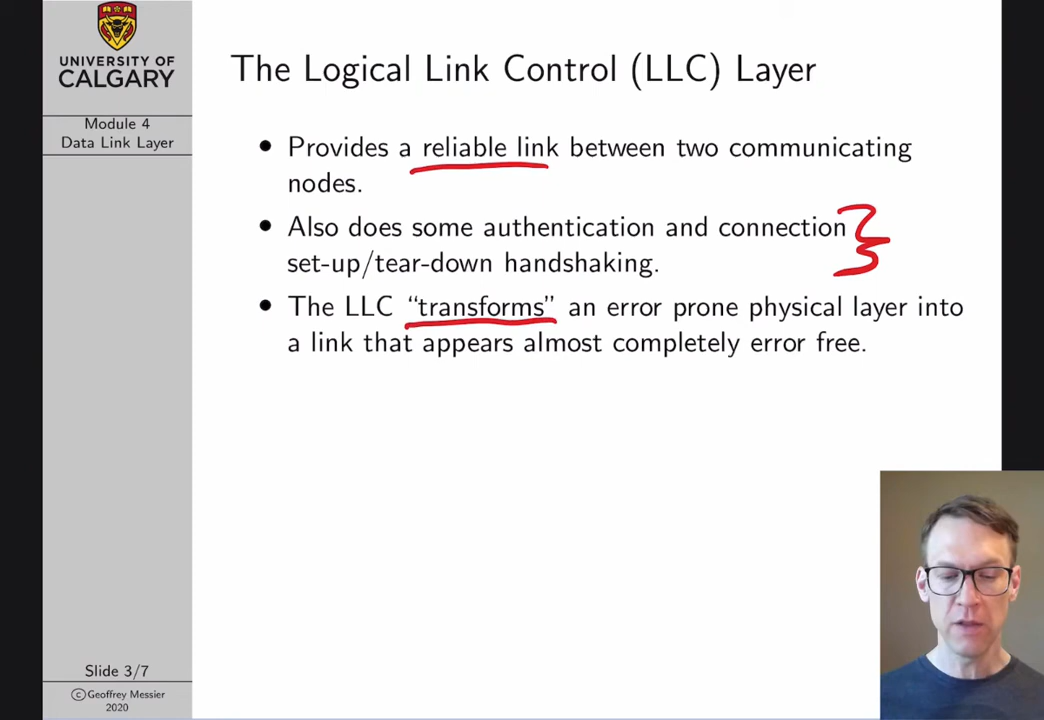 UNIVERSITY OF
CALGARY
Module 4
Data Link Layer
The Logical Link Control (LLC) Layer
• Provides a reliable link between two communicating
nodes.
• Also does some authentication and connection
set-up/tear-down handshaking.
• The LLC “transforms” an error prone physical layer into
a link that appears almost completely error free.
Slide 3/7
©Geoffrey Messier
2020